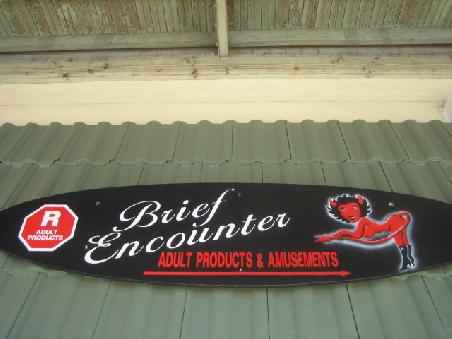 R
ADULT
PRODUCTS
Brief
Encounter
ADULT PRODUCTS & AMUSEMENTS